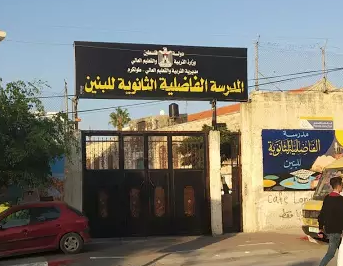 دولة فلسطين
وزارة التربية والتعليم العالي
مديرية التربية والتعليم العالي - طولكرم
المدرسة الفاضلية الثانوية للبنين
مدرسة
الفاضلية الثانوية
للبنين